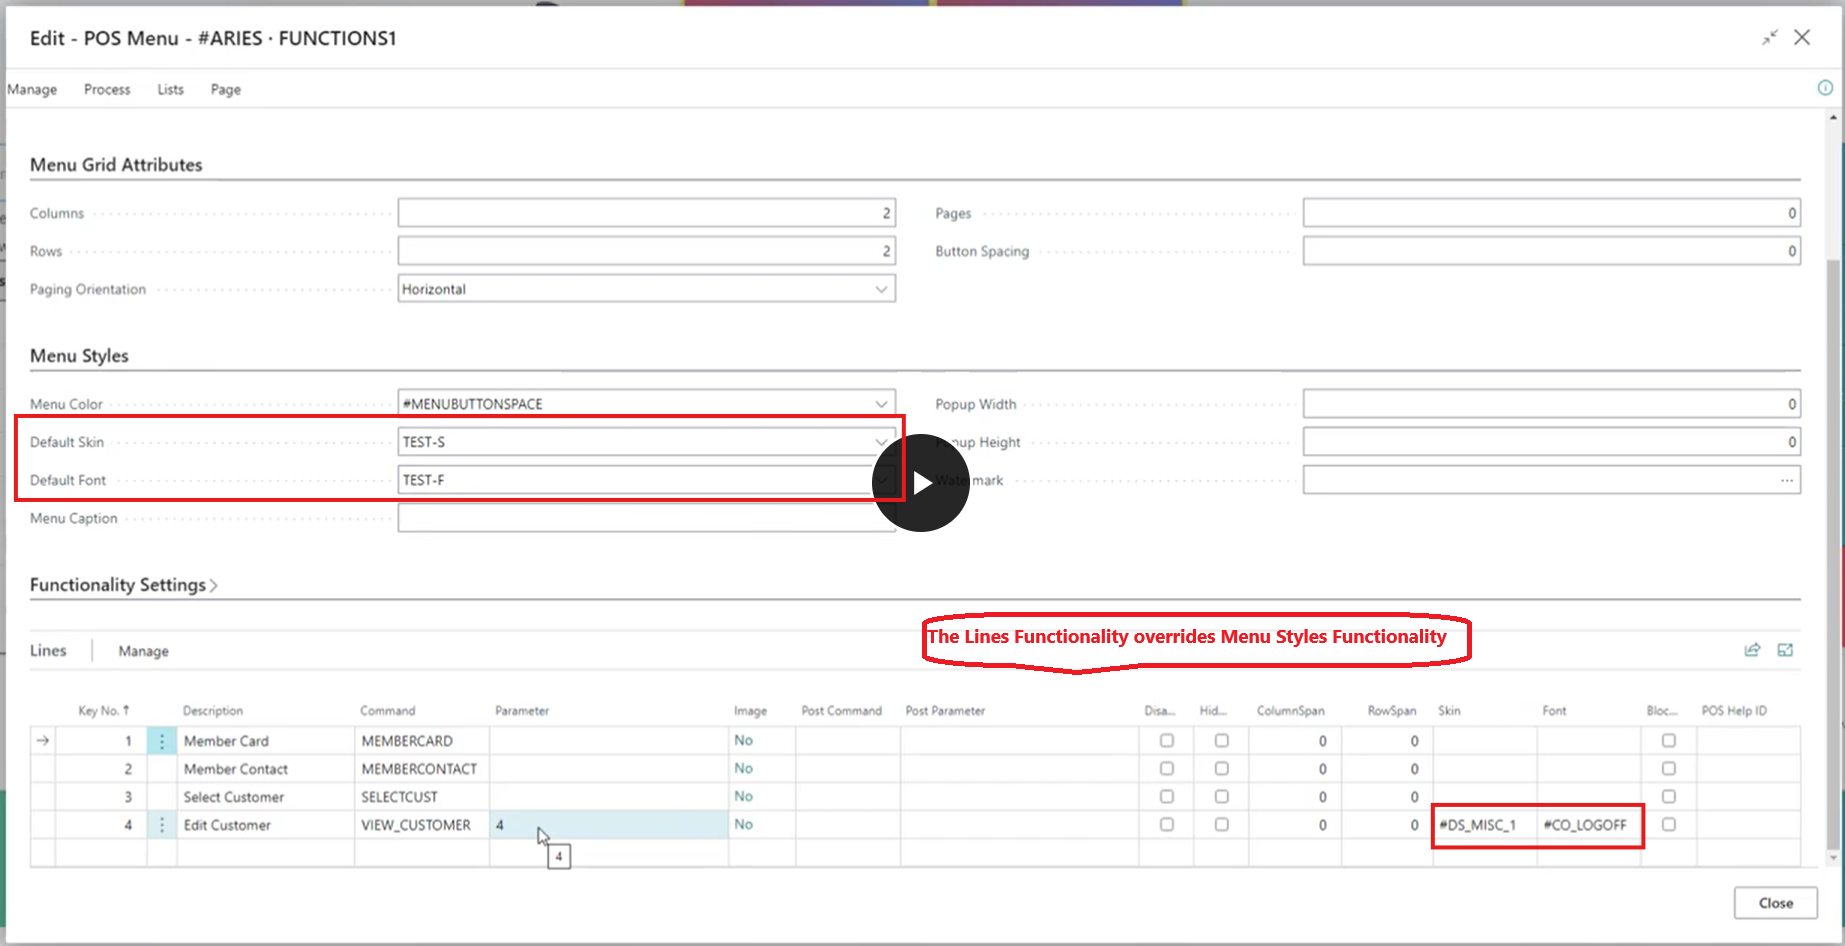 Edit - POS Menu - #ARIES · FUNCTIONS1
Manage Process Lists Page
Menu Grid Attributes
Columns 2 Pages 0
Rows 2 Button Spacing 0
Paging Orientation Horizontal
Menu Styles
Menu Color #MENUBUTTONSPACE Popup Width 0
Default Skin TEST-S Height 0
Default Font TEST-F
Menu Caption
Functionality Settings
The Lines Functionality overrides Menu Styles Functionality
Lines Manage
Key No. ↑ Description Command Parameter Image Post Command Post Parameter Disa... Hid... ColumnSpan RowSpan Skin Font Bloc... POS Help ID
1 Member Card MEMBERCARD No 0 0
2 Member Contact MEMBERCONTACT No 0 0
3 Select Customer SELECTCUST No 0 0
4 Edit Customer VIEW_CUSTOMER 4 No 0 0 #DS_MISC_1 #CO_LOGOFF
4
Close